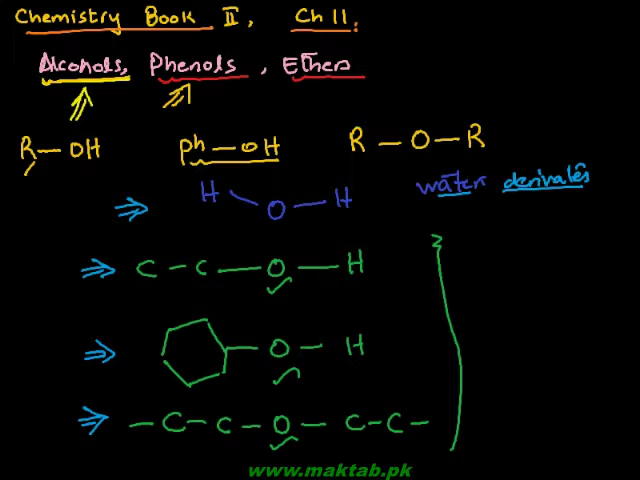 Chemistry Book II, Ch 11.
Alcohols, Phenols, Ethers
R—OH ph—OH R—O—R
⇒ H—O—H water derivates
⇒ C-C—O—H
⇒ —O—H
⇒ —C-C—O—C-C—
www.maktab.pk